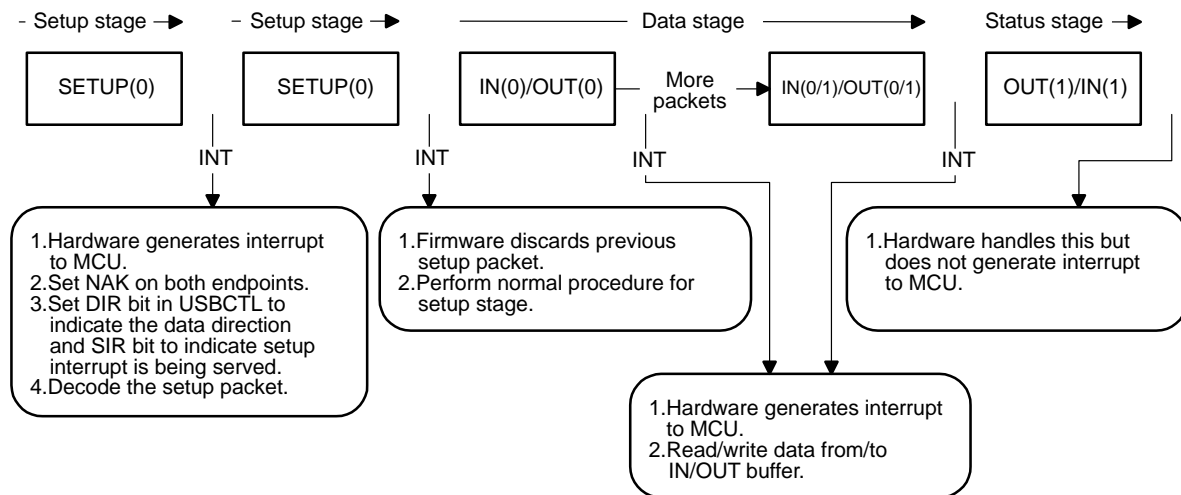 Setup stage
Setup stage
Data stage
Status stage
SETUP(0)
SETUP(0)
IN(0)/OUT(0)
More
packets
IN(0/1)/OUT(0/1)
OUT(1)/IN(1)
INT
INT
INT
INT
1.Hardware generates interrupt
to MCU.
2.Set NAK on both endpoints.
3.Set DIR bit in USBCTL to
indicate the data direction
and SIR bit to indicate setup
interrupt is being served.
4.Decode the setup packet.
1.Firmware discards previous
setup packet.
2.Perform normal procedure for
setup stage.
1.Hardware generates interrupt
to MCU.
2.Read/write data from/to
IN/OUT buffer.
1.Hardware handles this but
does not generate interrupt
to MCU.